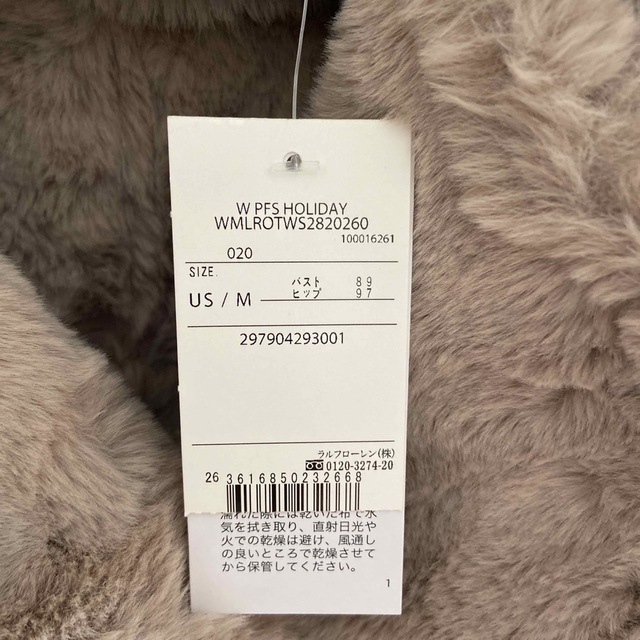 W PFS HOLIDAY
WMLROTWS2820260
100016261
020
SIZE.
US / M
バスト 89
ヒップ 97
297904293001
ラルフローレン(株)
0120-3274-20
26 3616850232668
濡れた際には乾いた布で水
気を拭き取り、直射日光や
火での乾燥は避け、風通し
の良いところで乾燥させて
から保管してください。
1